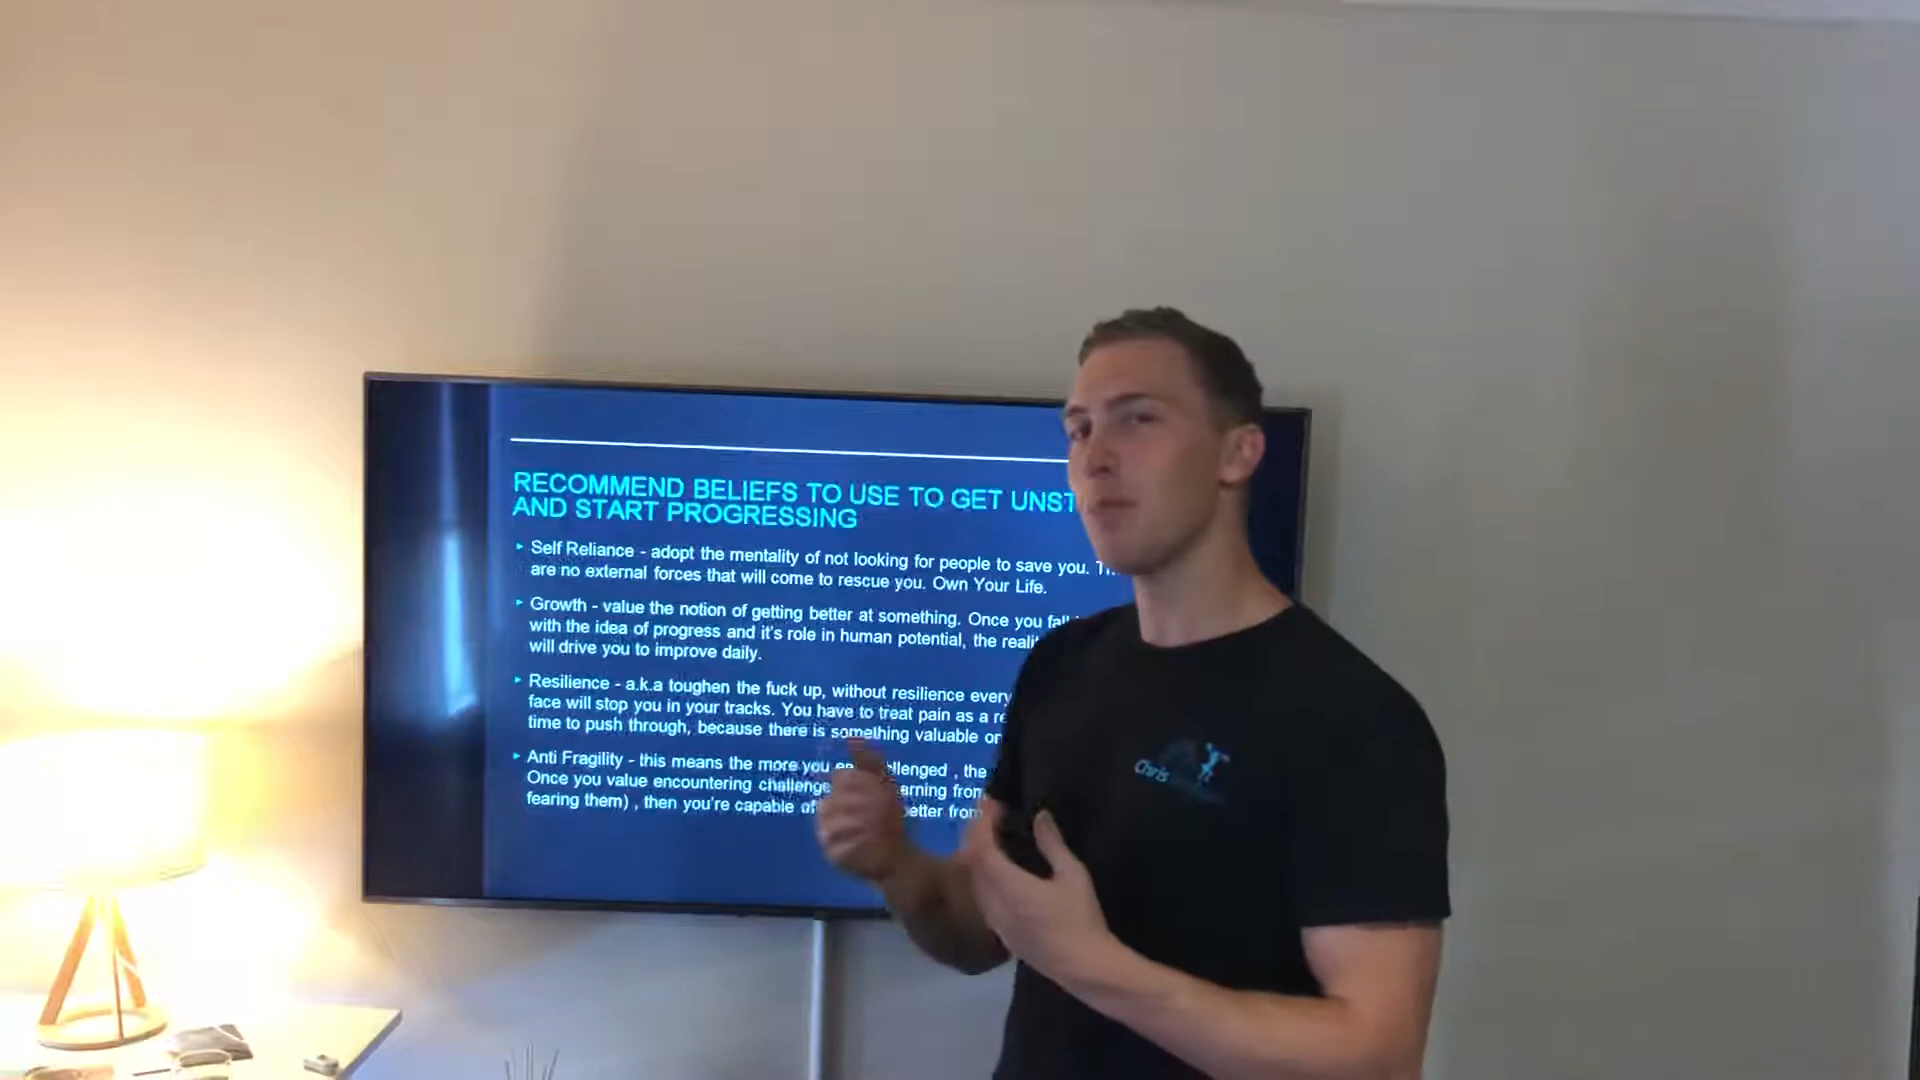 RECOMMEND BELIEFS TO USE TO GET UNST
AND START PROGRESSING
Self Reliance - adopt the mentality of not looking for people to save you.
are no external forces that will come to rescue you. Own Your Life.
Growth - value the notion of getting better at something. Once you
with the idea of progress and it's role in human potential, the
will drive you to improve daily.
Resilience - a.k.a toughen the fuck up, without resilience every
face will stop you in your tracks. You have to treat pain as a
time to push through, because there is something valuable
Anti Fragility - this means the more you , the
Once you value encountering from
fearing them) , then you're capable of from
Chris